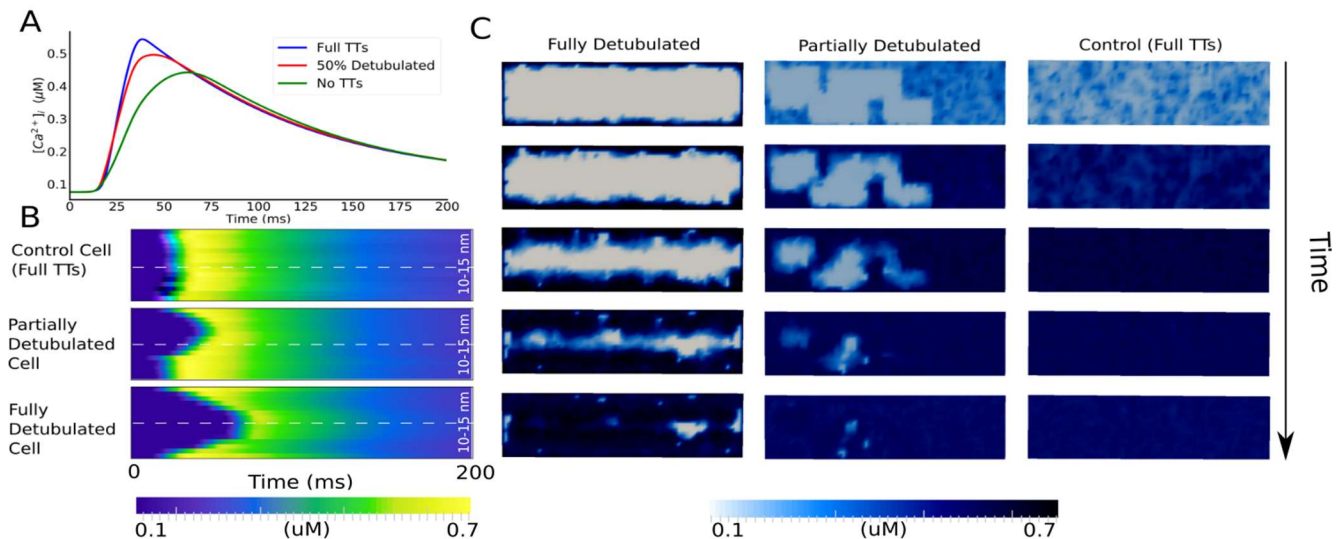 A
[Ca²⁺]ᵢ (μM)
0.5
0.4
0.3
0.2
0.1
Full TTs
50% Detubulated
No TTs
0 25 50 75 100 125 150 175 200
Time (ms)
B
Control Cell
(Full TTs)
10-15 nm
Partially
Detubulated
Cell
10-15 nm
Fully
Detubulated
Cell
10-15 nm
0 200
Time (ms)
0.1 (uM) 0.7
C
Fully Detubulated
Partially Detubulated
Control (Full TTs)
Time
0.1 (uM) 0.7